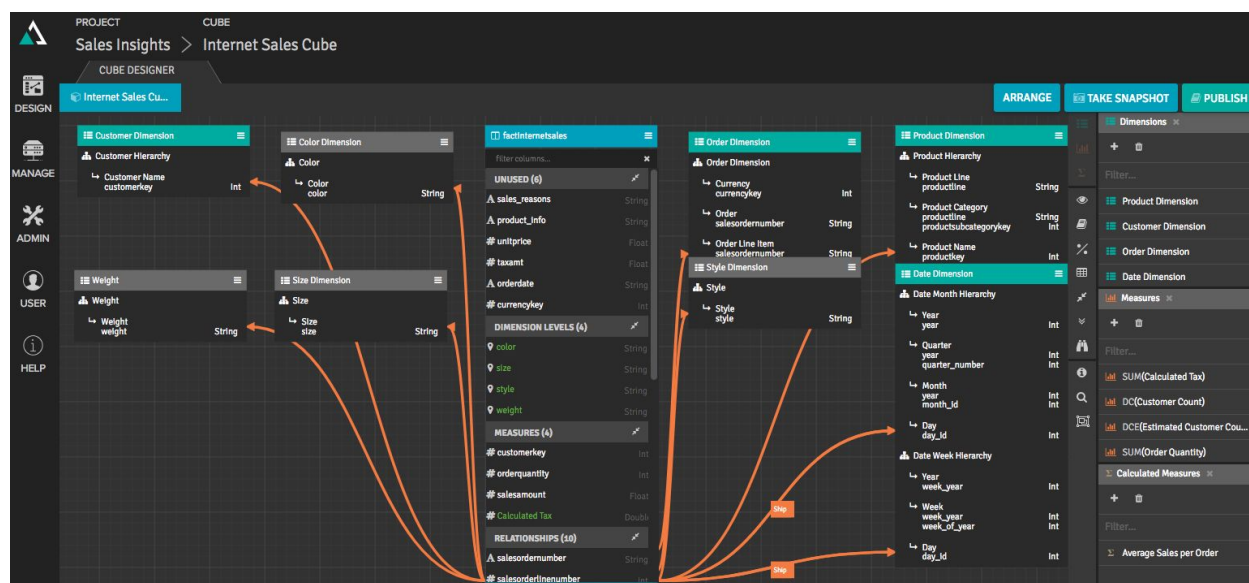 PROJECT CUBE
Sales Insights > Internet Sales Cube
CUBE DESIGNER
Internet Sales Cu...
ARRANGE
TAKE SNAPSHOT
PUBLISH
DESIGN
MANAGE
ADMIN
USER
HELP
Customer Dimension
Customer Hierarchy
Customer Name
customerkey Int
Color Dimension
Color
Color
color String
Weight
Weight
Weight
weight String
Size Dimension
Size
Size
size String
factinternetsales
Filter columns...
UNUSED (6)
sales_reasons String
product_info String
unitprice Float
taxamt Float
orderdate String
currencykey Int
DIMENSION LEVELS (4)
color String
size String
style String
weight String
MEASURES (4)
customerkey Int
orderquantity Int
salesamount Float
Calculated Tax Double
RELATIONSHIPS (10)
salesordernumber String
salesorderlinenumber Int
Order Dimension
Order Dimension
Currency
currencykey Int
Order
salesordernumber String
Order Line Item
salesordernumber String
Style Dimension
Style
Style
style String
Ship
Ship
Product Dimension
Product Hierarchy
Product Line
productline String
Product Category
productline String
productsubcategorykey Int
Product Name
productkey Int
Date Dimension
Date Month Hierarchy
Year
year Int
Quarter
year Int
quarter_number Int
Month
year Int
month_id Int
Day
day_id Int
Date Week Hierarchy
Year
week_year Int
Week
week_year Int
week_of_year Int
Day
day_id Int
Dimensions
Filter...
Product Dimension
Customer Dimension
Order Dimension
Date Dimension
Measures
Filter...
SUM(Calculated Tax)
DC(Customer Count)
DCE(Estimated Customer Cou...
SUM(Order Quantity)
Calculated Measures
Filter...
Average Sales per Order